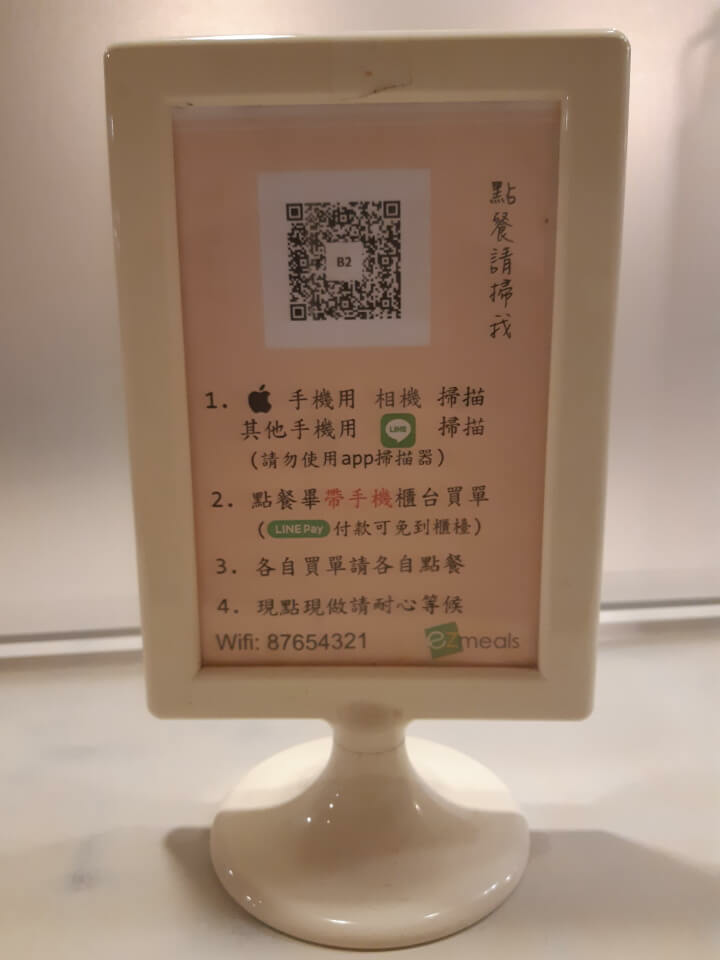 B2
點餐請掃我
1. 手機用 相機 掃描
其他手機用 LINE 掃描
(請勿使用app掃描器)
2. 點餐畢帶手機櫃台買單
(LINE Pay 付款可免到櫃檯)
3. 各自買單請各自點餐
4. 現點現做請耐心等候
Wifi: 87654321
ezmeals